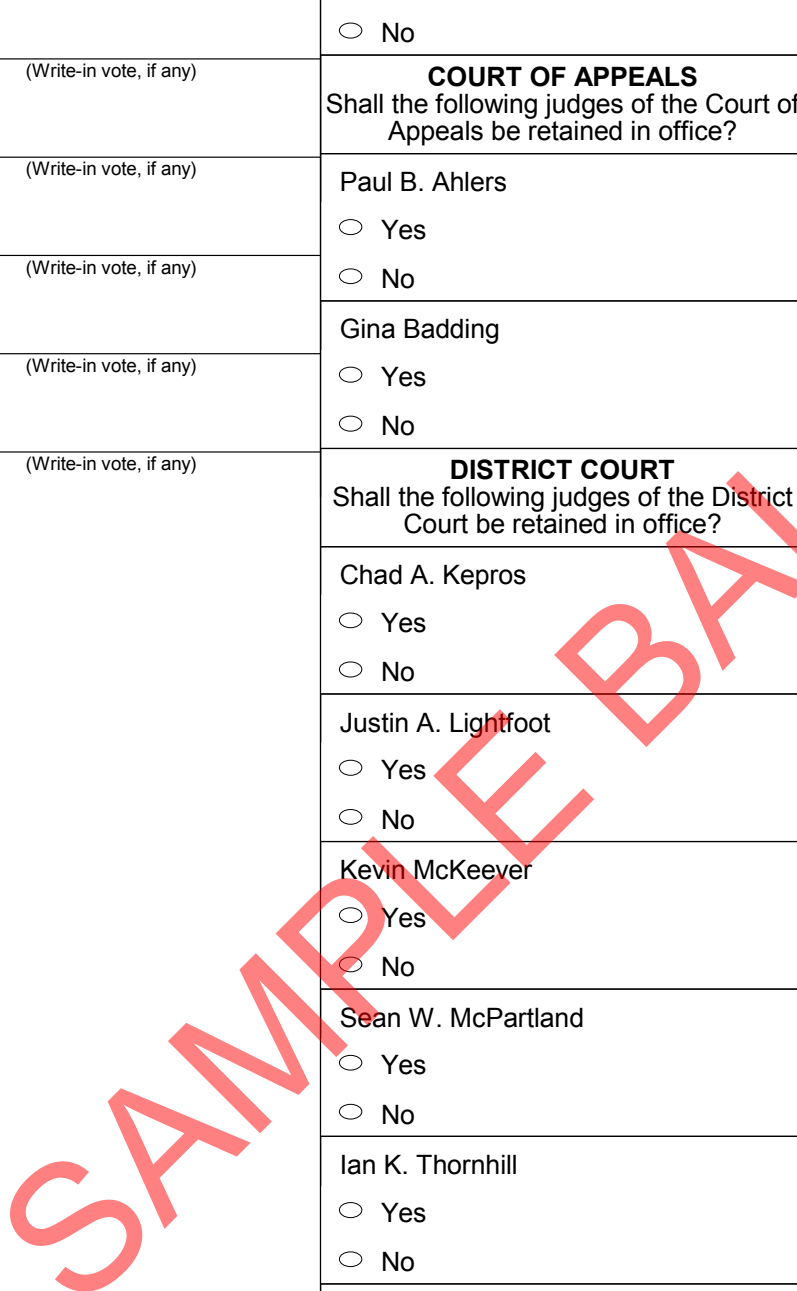 (Write-in vote, if any)
(Write-in vote, if any)
(Write-in vote, if any)
(Write-in vote, if any)
(Write-in vote, if any)
No
COURT OF APPEALS
Shall the following judges of the Court of
Appeals be retained in office?
Paul B. Ahlers
Yes
No
Gina Badding
Yes
No
DISTRICT COURT
Shall the following judges of the District
Court be retained in office?
Chad A. Kepros
Yes
No
Justin A. Lightfoot
Yes
No
Kevin McKeever
Yes
No
Sean W. McPartland
Yes
No
Ian K. Thornhill
Yes
No
SAMPLE BAL